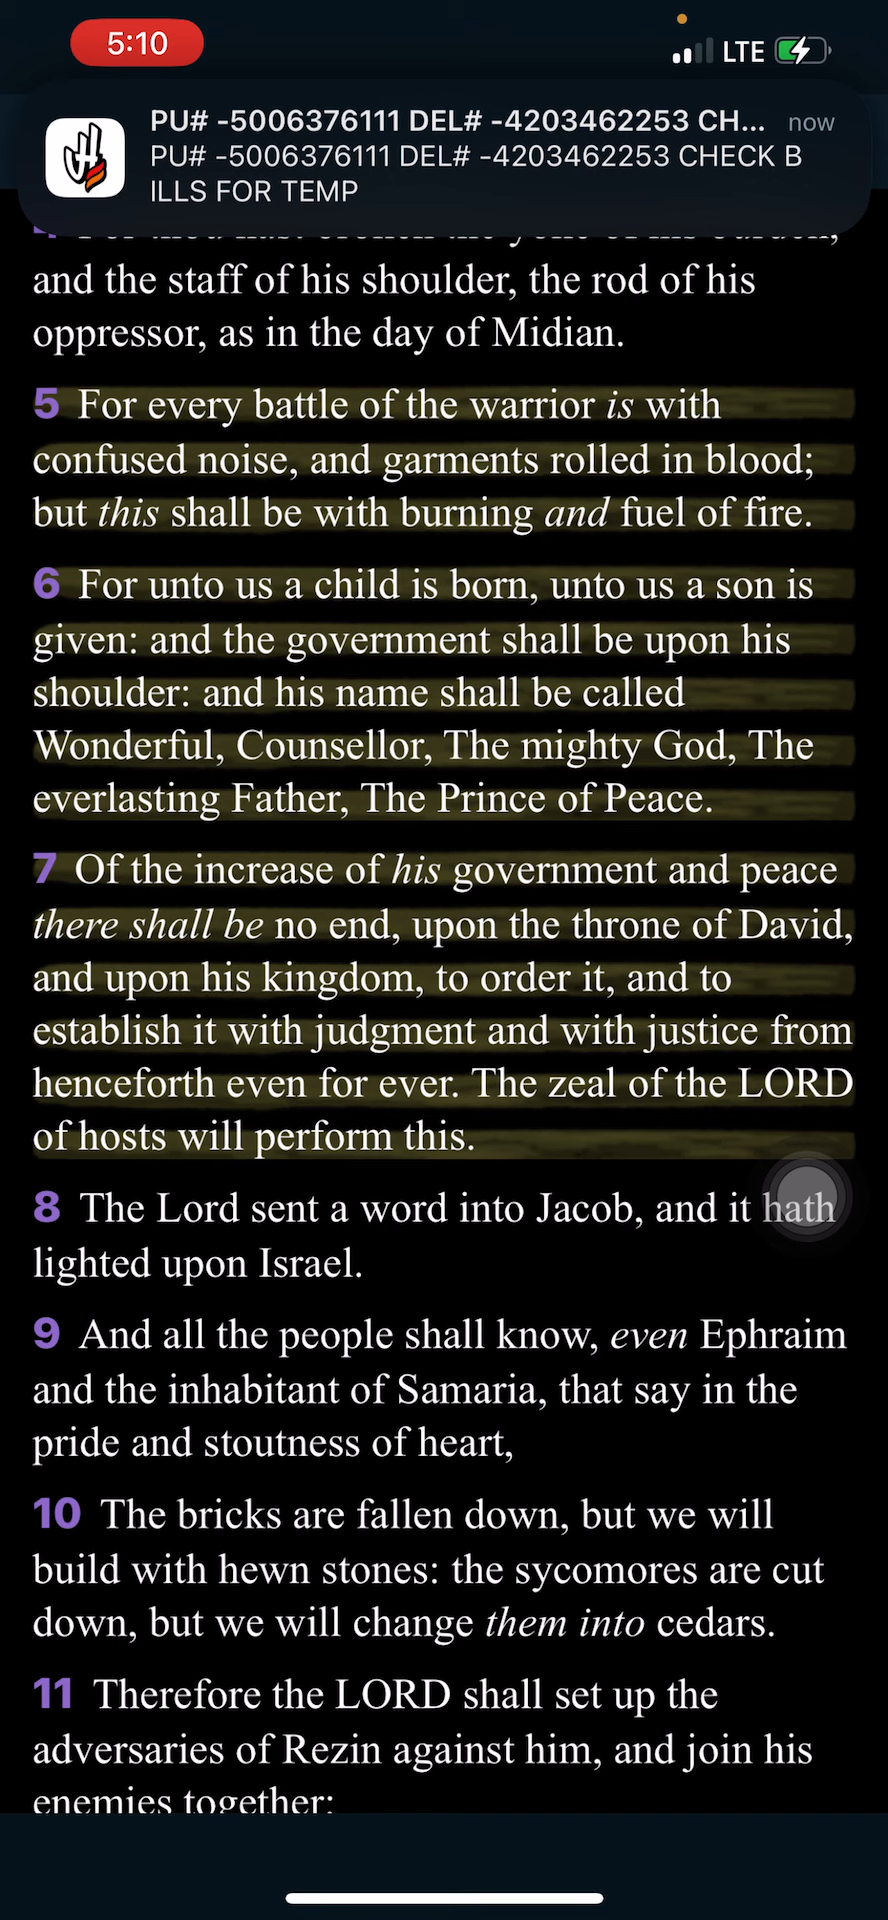 5:10
LTE
PU# -5006376111 DEL# -4203462253 CH... now
PU# -5006376111 DEL# -4203462253 CHECK B
ILLS FOR TEMP
and the staff of his shoulder, the rod of his
oppressor, as in the day of Midian.
5 For every battle of the warrior is with
confused noise, and garments rolled in blood;
but this shall be with burning and fuel of fire.
6 For unto us a child is born, unto us a son is
given: and the government shall be upon his
shoulder: and his name shall be called
Wonderful, Counsellor, The mighty God, The
everlasting Father, The Prince of Peace.
7 Of the increase of his government and peace
there shall be no end, upon the throne of David,
and upon his kingdom, to order it, and to
establish it with judgment and with justice from
henceforth even for ever. The zeal of the LORD
of hosts will perform this.
8 The Lord sent a word into Jacob, and it hath
lighted upon Israel.
9 And all the people shall know, even Ephraim
and the inhabitant of Samaria, that say in the
pride and stoutness of heart,
10 The bricks are fallen down, but we will
build with hewn stones: the sycomores are cut
down, but we will change them into cedars.
11 Therefore the LORD shall set up the
adversaries of Rezin against him, and join his
enemies together: